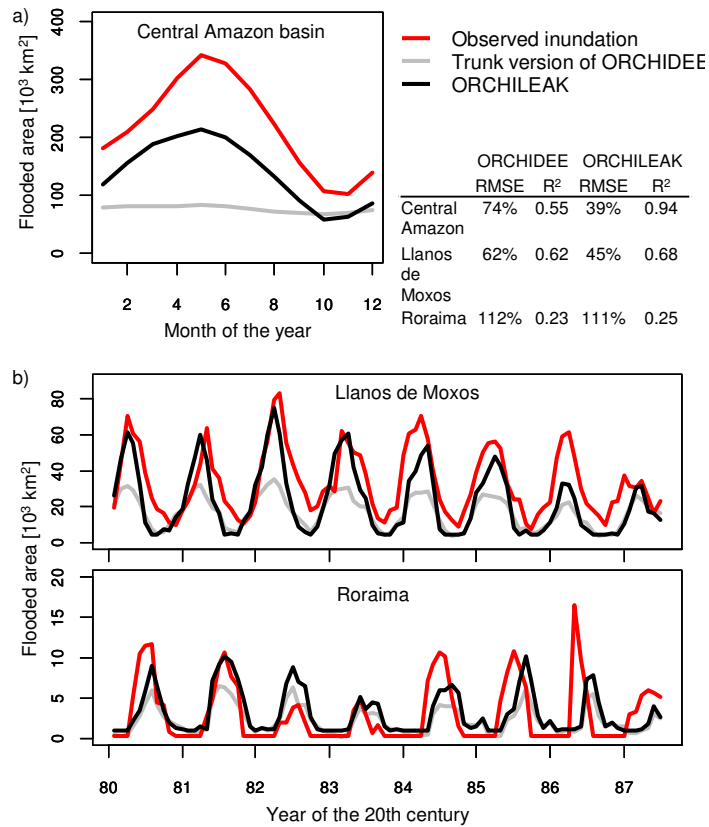 a)
Central Amazon basin
Flooded area [10³ km²]
400
300
200
100
0
2 4 6 8 10 12
Month of the year
Observed inundation
Trunk version of ORCHIDEE
ORCHILEAK
ORCHIDEE ORCHILEAK
RMSE R² RMSE R²
Central Amazon 74% 0.55 39% 0.94
Llanos de Moxos 62% 0.62 45% 0.68
Roraima 112% 0.23 111% 0.25
b)
Llanos de Moxos
80
60
40
20
0
Flooded area [10³ km²]
Roraima
20
15
10
5
0
80 81 82 83 84 85 86 87
Year of the 20th century